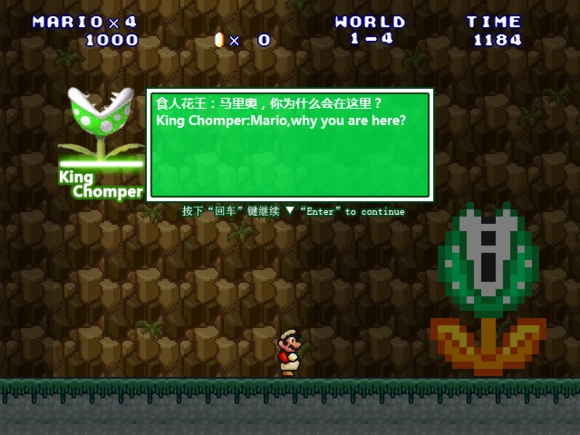 MARIO×4 WORLD TIME
1000 × 0 1-4 1184
食人花王：马里奥，你为什么会在这里？
King Chomper:Mario,why you are here?
King
Chomper
按下“回车”键继续 ▼ “Enter” to continue